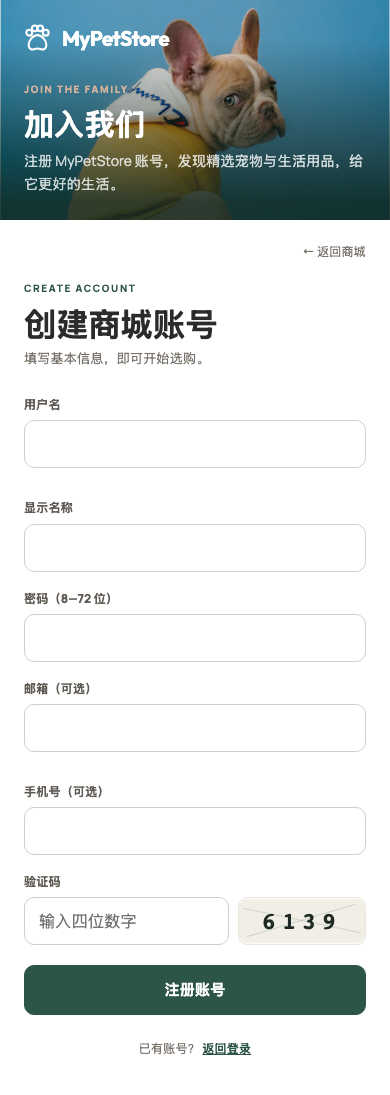 MyPetStore
JOIN THE FAMILY
加入我们
注册 MyPetStore 账号，发现精选宠物与生活用品，给
它更好的生活。
← 返回商城
CREATE ACCOUNT
创建商城账号
填写基本信息，即可开始选购。
用户名
显示名称
密码（8—72 位）
邮箱（可选）
手机号（可选）
验证码
输入四位数字
6139
注册账号
已有账号？ 返回登录